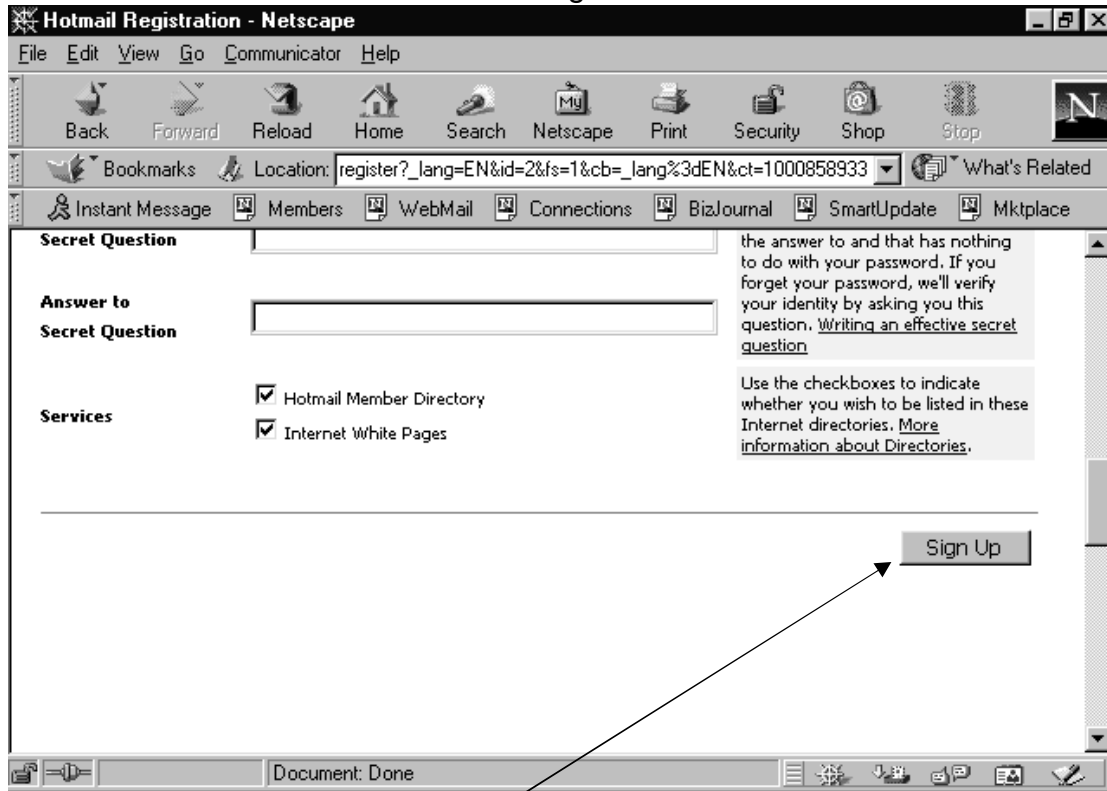 Hotmail Registration - Netscape
File Edit View Go Communicator Help
Back Forward Reload Home Search My Netscape Print Security Shop Stop N
Bookmarks Location: register?_lang=EN&id=2&fs=1&cb=_lang%3dEN&ct=1000858933 What's Related
Instant Message Members WebMail Connections BizJournal SmartUpdate Mktplace
Secret Question
the answer to and that has nothing
to do with your password. If you
forget your password, we'll verify
your identity by asking you this
question. Writing an effective secret
question
Answer to
Secret Question
Services
Hotmail Member Directory
Internet White Pages
Use the checkboxes to indicate
whether you wish to be listed in these
Internet directories. More
information about Directories.
Sign Up
Document: Done